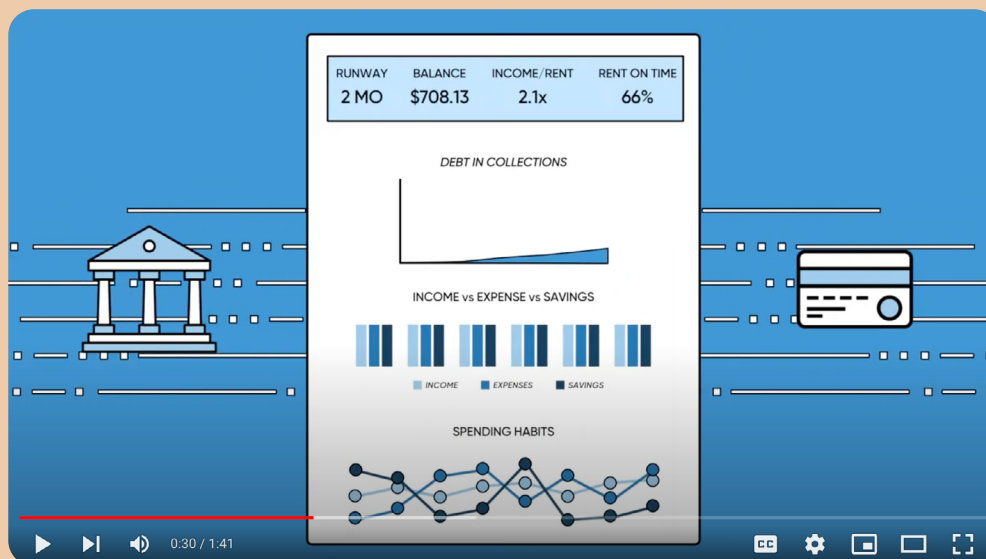 RUNWAY BALANCE INCOME/RENT RENT ON TIME
2 MO $708.13 2.1x 66%
DEBT IN COLLECTIONS
INCOME vs EXPENSE vs SAVINGS
INCOME EXPENSES SAVINGS
SPENDING HABITS
0:30 / 1:41 CC